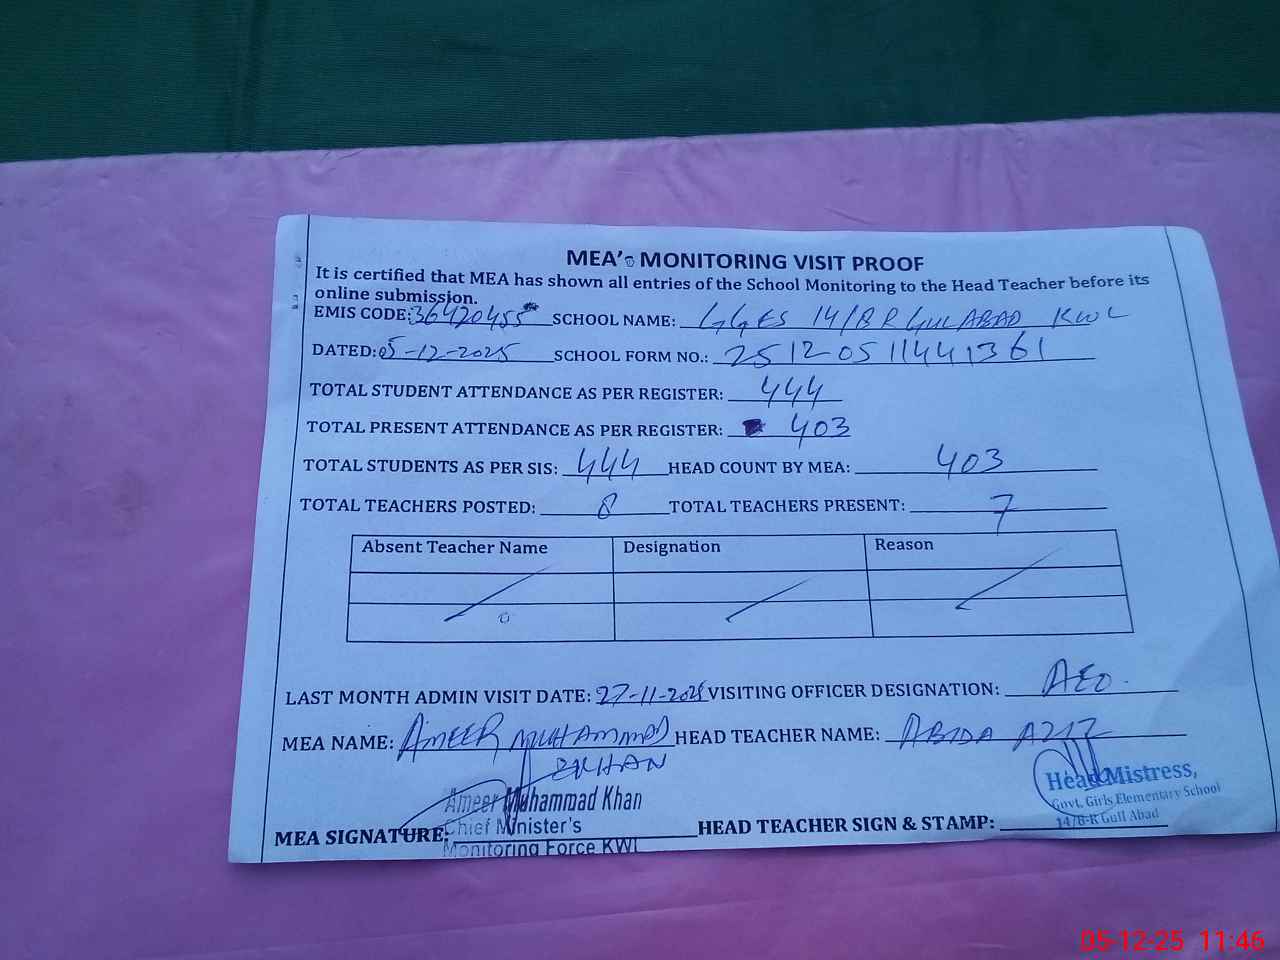 MEA's MONITORING VISIT PROOF
It is certified that MEA has shown all entries of the School Monitoring to the Head Teacher before its
online submission.
EMIS CODE: 36420455 SCHOOL NAME: GGES 14/BR GULABAD KWL
DATED: 05-12-2025 SCHOOL FORM NO.: 25120511441361
TOTAL STUDENT ATTENDANCE AS PER REGISTER: 444
TOTAL PRESENT ATTENDANCE AS PER REGISTER: 403
TOTAL STUDENTS AS PER SIS: 444 HEAD COUNT BY MEA: 403
TOTAL TEACHERS POSTED: 8 TOTAL TEACHERS PRESENT: 7
Absent Teacher Name Designation Reason
LAST MONTH ADMIN VISIT DATE: 27-11-2025 VISITING OFFICER DESIGNATION: AEO.
MEA NAME: AMEER MUHAMMAD HEAD TEACHER NAME: ABIDA AZIZ
KHAN
Ameer Muhammad Khan
Chief Minister's
Monitoring Force KWL
Head Mistress,
Govt. Girls Elementary School
14/8-R Gull Abad
MEA SIGNATURE: HEAD TEACHER SIGN & STAMP:
05-12-25 11:46